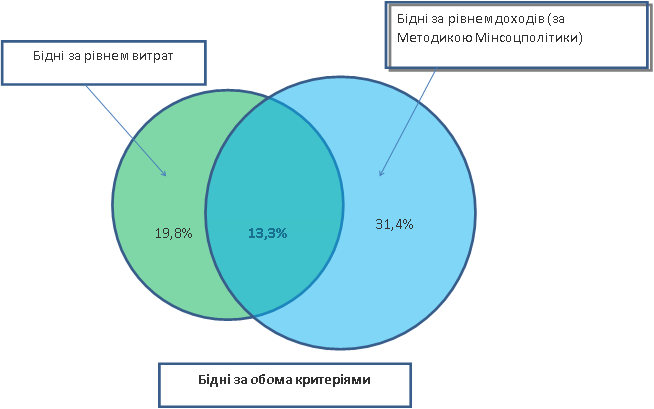 Бідні за рівнем доходів (за
Методикою Мінсоцполітики)
Бідні за рівнем витрат
19,8%
13,3%
31,4%
Бідні за обома критеріями